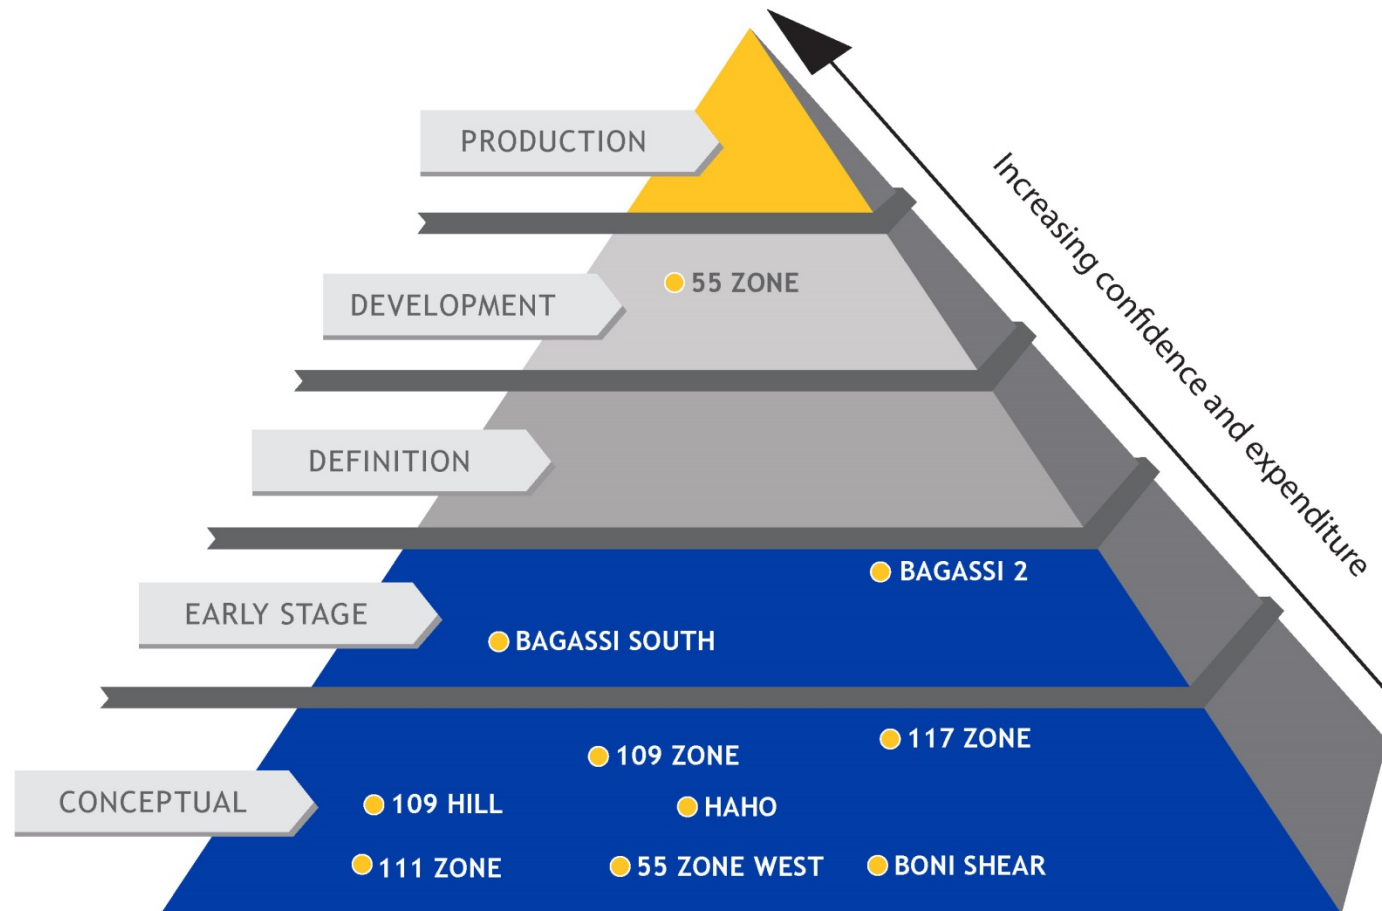 PRODUCTION
Increasing confidence and expenditure
55 ZONE
DEVELOPMENT
DEFINITION
BAGASSI 2
EARLY STAGE
BAGASSI SOUTH
117 ZONE
109 ZONE
CONCEPTUAL
109 HILL
HAHO
111 ZONE
55 ZONE WEST
BONI SHEAR